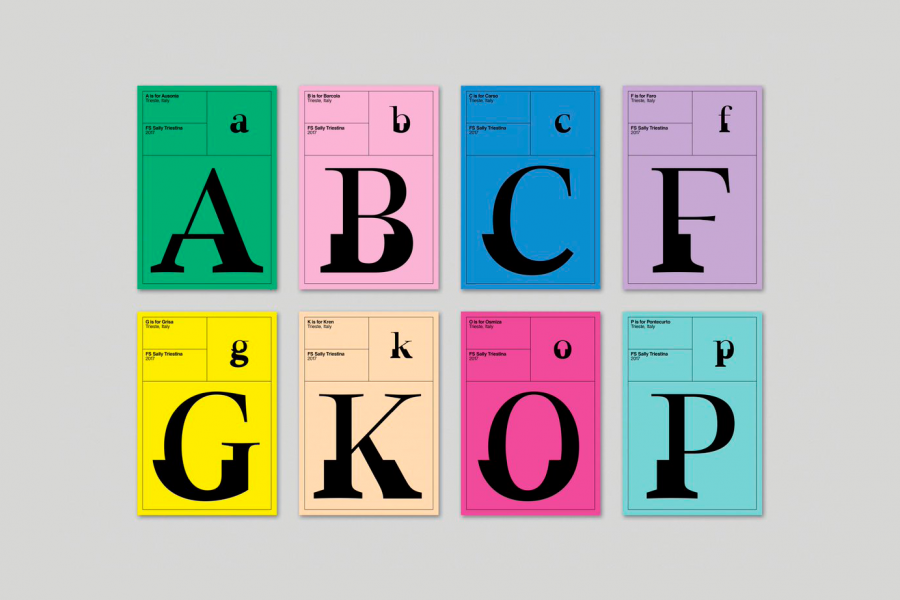 A is for Ausonia
Trieste, Italy
a
FS Sally Triestina
2017
A
B is for Barcola
Trieste, Italy
b
FS Sally Triestina
2017
B
C is for Carso
Trieste, Italy
c
FS Sally Triestina
2017
C
F is for Faro
Trieste, Italy
f
FS Sally Triestina
2017
F
G is for Grisa
Trieste, Italy
g
FS Sally Triestina
2017
G
K is for Kren
Trieste, Italy
k
FS Sally Triestina
2017
K
O is for Osmiza
Trieste, Italy
o
FS Sally Triestina
2017
O
P is for Pontecurto
Trieste, Italy
p
FS Sally Triestina
2017
P